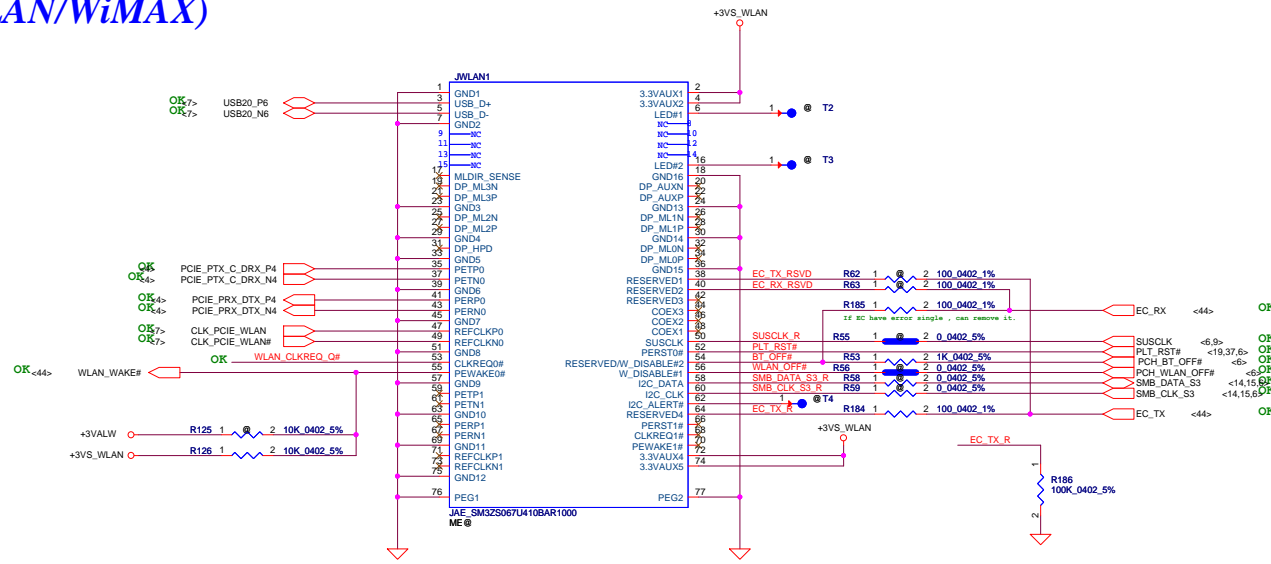 LAN/WiMAX)
+3VS_WLAN
JWLAN1
1 GND1 3.3VAUX1 2
OK <7> USB20_P6 3 USB_D+ 3.3VAUX2 4
OK <7> USB20_N6 5 USB_D- LED#1 6 1 @ T2
7 GND2 NC 8
9 NC NC 10
11 NC NC 12
13 NC NC 14
15 NC LED#2 16 1 @ T3
17 MLDIR_SENSE GND16 18
19 DP_ML3N DP_AUXN 20
21 DP_ML3P DP_AUXP 22
23 GND3 GND13 24
25 DP_ML2N DP_ML1N 26
27 DP_ML2P DP_ML1P 28
29 GND4 GND14 30
31 DP_HPD DP_ML0N 32
33 GND5 DP_ML0P 34
OK <4> PCIE_PTX_C_DRX_P4 35 PETP0 GND15 36
OK <4> PCIE_PTX_C_DRX_N4 37 PETN0 RESERVED1 38 EC_TX_RSVD R62 1 @ 2 100_0402_1%
39 GND6 RESERVED2 40 EC_RX_RSVD R63 1 @ 2 100_0402_1%
OK <4> PCIE_PRX_DTX_P4 41 PERP0 RESERVED3 42
OK <4> PCIE_PRX_DTX_N4 43 PERN0 COEX3 44 R185 1 2 100_0402_1% EC_RX <44> OK
If EC have error single , can remove it.
45 GND7 COEX2 46
OK <7> CLK_PCIE_WLAN 47 REFCLKP0 COEX1 48
OK <7> CLK_PCIE_WLAN# 49 REFCLKN0 SUSCLK 50 SUSCLK_R R55 1 @ 2 0_0402_5% SUSCLK <6,9> OK
51 GND8 PERST0# 52 PLT_RST# PLT_RST# <19,37,6> OK
OK WLAN_CLKREQ_Q# 53 CLKREQ0# RESERVED/W_DISABLE#2 54 BT_OFF# R53 1 2 1K_0402_5% PCH_BT_OFF# <6> OK
OK <44> WLAN_WAKE# 55 PEWAKE0# W_DISABLE#1 56 WLAN_OFF# R56 1 @ 2 0_0402_5% PCH_WLAN_OFF# <6> OK
57 GND9 I2C_DATA 58 SMB_DATA_S3_R R58 1 @ 2 0_0402_5% SMB_DATA_S3 <14,15,6> OK
59 PETP1 I2C_CLK 60 SMB_CLK_S3_R R59 1 @ 2 0_0402_5% SMB_CLK_S3 <14,15,6> OK
61 PETN1 I2C_ALERT# 62 1 @ T4
63 GND10 RESERVED4 64 EC_TX_R R184 1 2 100_0402_1% EC_TX <44> OK
65 PERP1 PERST1# 66
67 PERN1 CLKREQ1# 68
69 GND11 PEWAKE1# 70
71 REFCLKP1 3.3VAUX4 72 +3VS_WLAN
73 REFCLKN1 3.3VAUX5 74
75 GND12
76 PEG1 PEG2 77
+3VALW R125 1 @ 2 10K_0402_5%
+3VS_WLAN R126 1 2 10K_0402_5%
EC_TX_R
1
R186
100K_0402_5%
2
JAE_SM3ZS067U410BAR1000
ME@